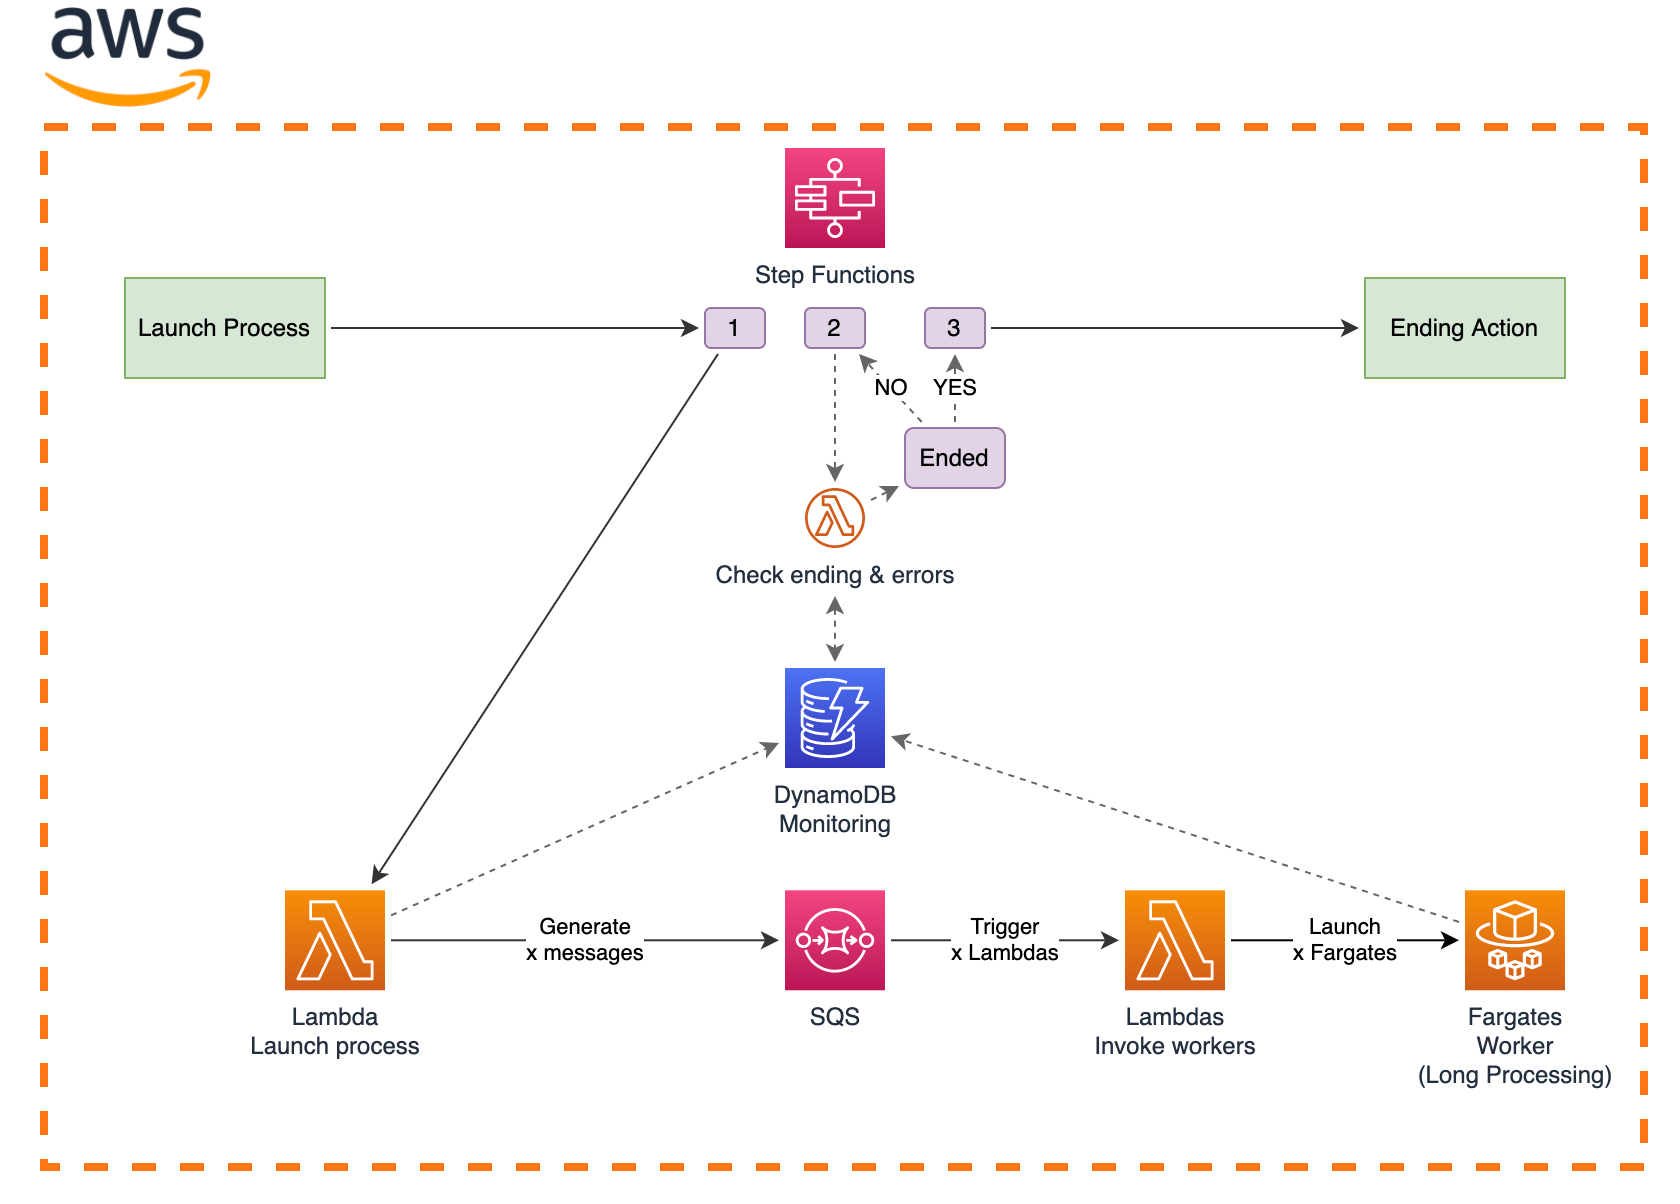 aws
Step Functions
Launch Process
1
2
3
Ending Action
NO
YES
Ended
Check ending & errors
DynamoDB
Monitoring
Generate
x messages
Trigger
x Lambdas
Launch
x Fargates
Lambda
Launch process
SQS
Lambdas
Invoke workers
Fargates
Worker
(Long Processing)